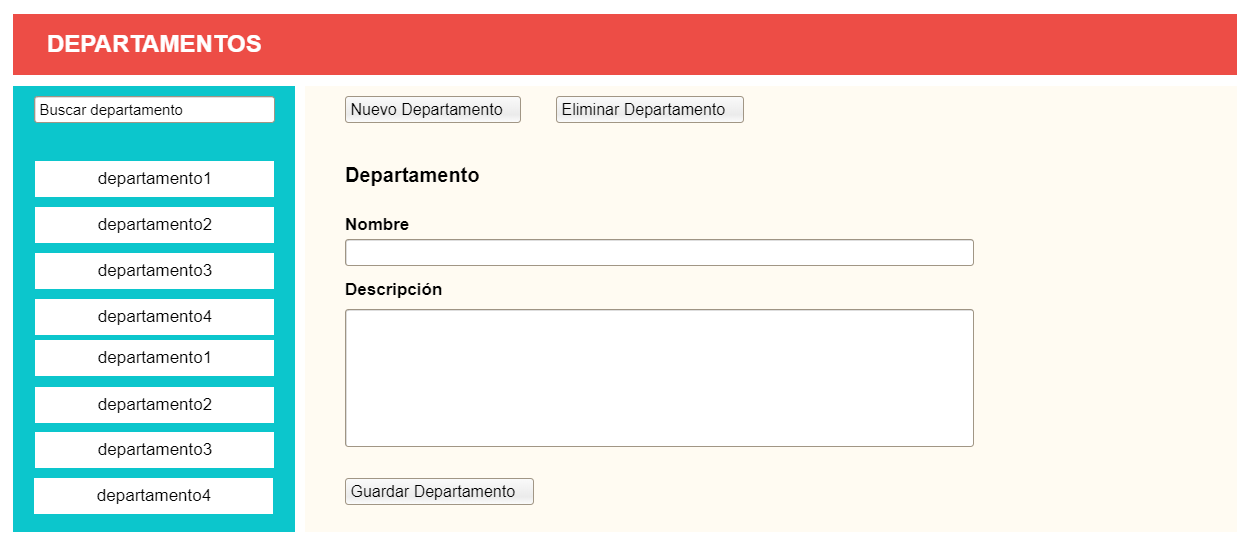 DEPARTAMENTOS
Buscar departamento
departamento1
departamento2
departamento3
departamento4
departamento1
departamento2
departamento3
departamento4
Nuevo Departamento
Eliminar Departamento
Departamento
Nombre
Descripción
Guardar Departamento